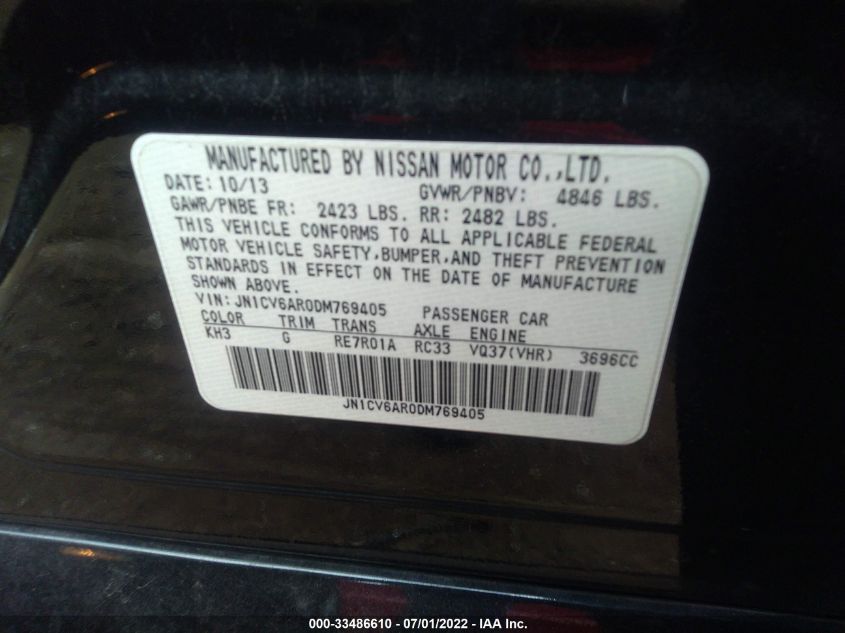 MANUFACTURED BY NISSAN MOTOR CO.,LTD.
DATE: 10/13 GVWR/PNBV: 4846 LBS.
GAWR/PNBE FR: 2423 LBS. RR: 2482 LBS.
THIS VEHICLE CONFORMS TO ALL APPLICABLE FEDERAL
MOTOR VEHICLE SAFETY,BUMPER,AND THEFT PREVENTION
STANDARDS IN EFFECT ON THE DATE OF MANUFACTURE
SHOWN ABOVE.
VIN: JN1CV6AR0DM769405 PASSENGER CAR
COLOR TRIM TRANS AXLE ENGINE
KH3 G RE7R01A RC33 VQ37(VHR) 3696CC
JN1CV6AR0DM769405
000-33486610 / 07/01/2022 - IAA Inc.